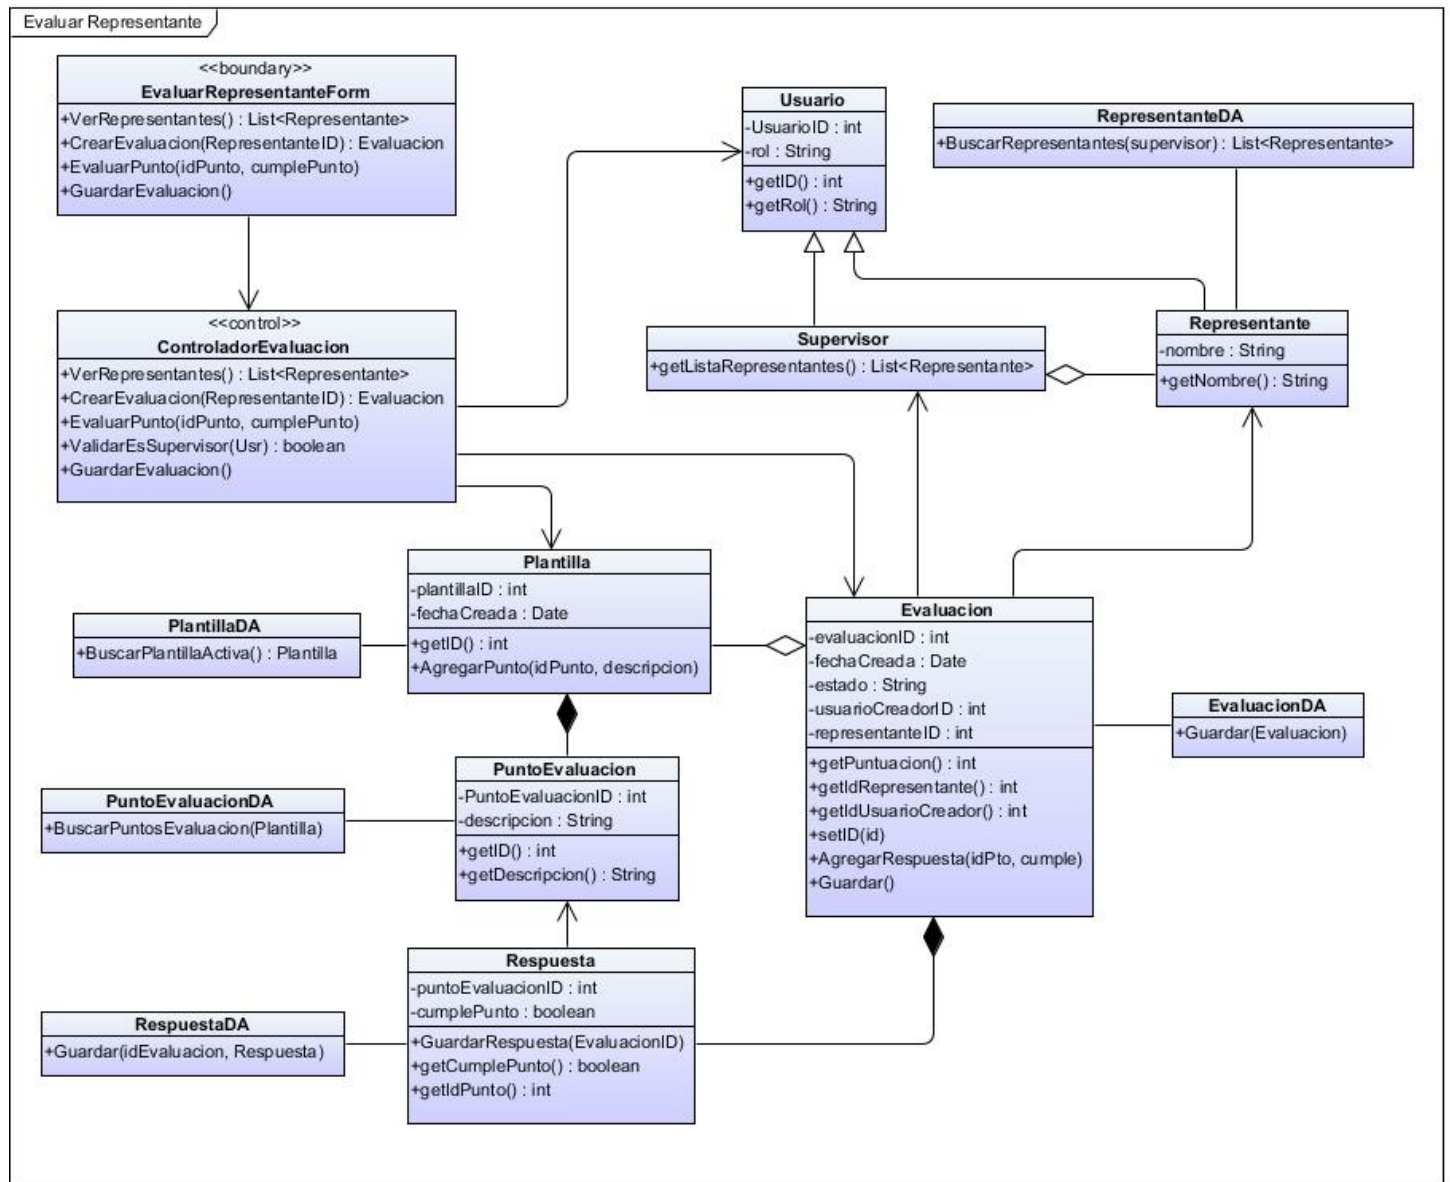 Evaluar Representante
<<boundary>>
EvaluarRepresentanteForm
+VerRepresentantes() : List<Representante>
+CrearEvaluacion(RepresentanteID) : Evaluacion
+EvaluarPunto(idPunto, cumplePunto)
+GuardarEvaluacion()
Usuario
-UsuarioID : int
-rol : String
+getID() : int
+getRol() : String
RepresentanteDA
+BuscarRepresentantes(supervisor) : List<Representante>
<<control>>
ControladorEvaluacion
+VerRepresentantes() : List<Representante>
+CrearEvaluacion(RepresentanteID) : Evaluacion
+EvaluarPunto(idPunto, cumplePunto)
+ValidarEsSupervisor(Usr) : boolean
+GuardarEvaluacion()
Supervisor
+getListaRepresentantes() : List<Representante>
Representante
-nombre : String
+getNombre() : String
Plantilla
-plantillaID : int
-fechaCreada : Date
+getID() : int
+AgregarPunto(idPunto, descripcion)
PlantillaDA
+BuscarPlantillaActiva() : Plantilla
Evaluacion
-evaluacionID : int
-fechaCreada : Date
-estado : String
-usuarioCreadorID : int
-representanteID : int
+getPuntuacion() : int
+getIdRepresentante() : int
+getIdUsuarioCreador() : int
+setID(id)
+AgregarRespuesta(idPto, cumple)
+Guardar()
EvaluacionDA
+Guardar(Evaluacion)
PuntoEvaluacion
-PuntoEvaluacionID : int
-descripcion : String
+getID() : int
+getDescripcion() : String
PuntoEvaluacionDA
+BuscarPuntosEvaluacion(Plantilla)
Respuesta
-puntoEvaluacionID : int
-cumplePunto : boolean
+GuardarRespuesta(EvaluacionID)
+getCumplePunto() : boolean
+getIdPunto() : int
RespuestaDA
+Guardar(idEvaluacion, Respuesta)